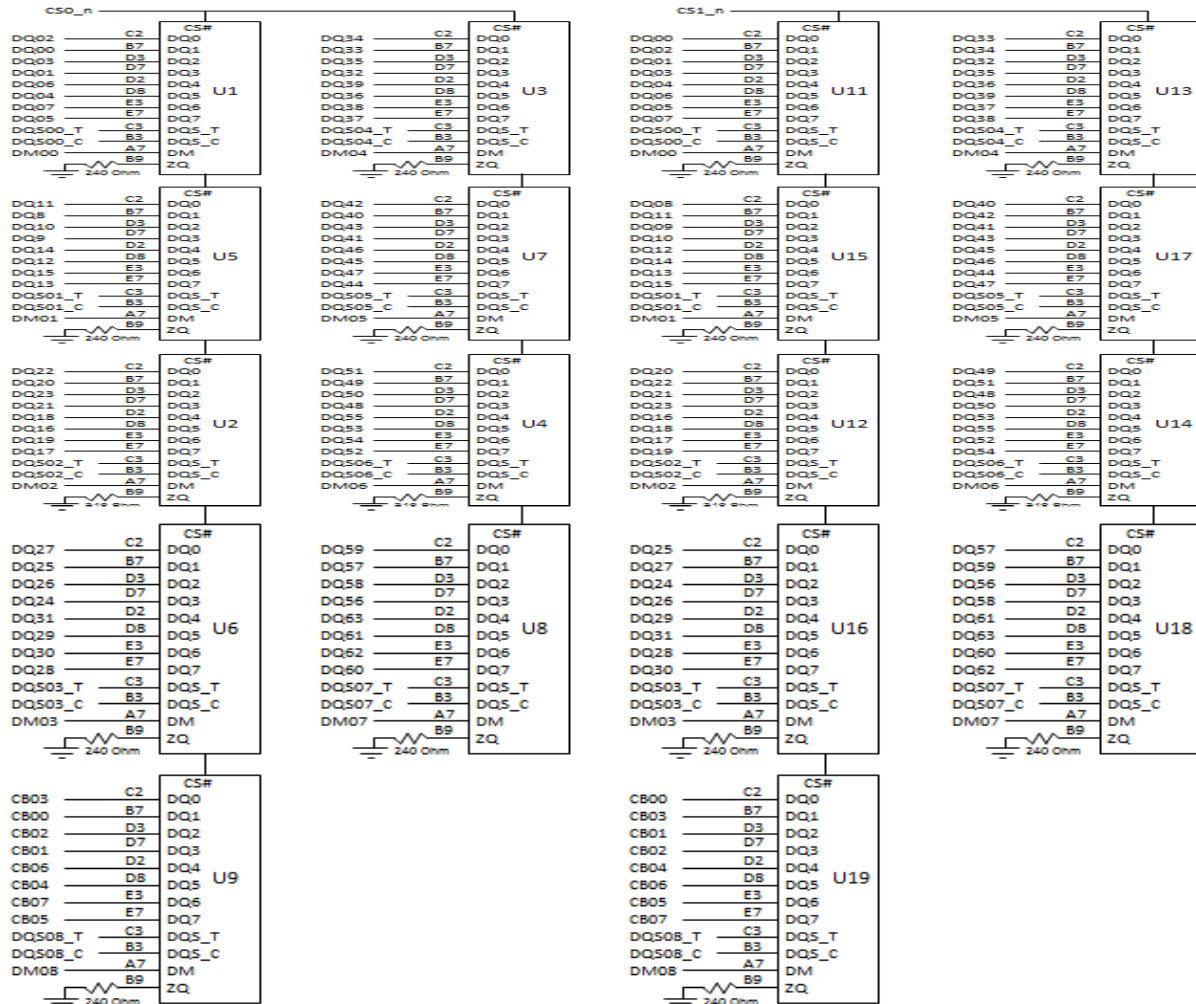 CS0_n
CS#
DQ02 C2 DQ0
DQ00 B7 DQ1
DQ03 D3 DQ2
DQ01 D7 DQ3
DQ06 D2 DQ4
DQ04 D8 DQ5 U1
DQ07 E3 DQ6
DQ05 E7 DQ7
DQS00_T C3 DQS_T
DQS00_C B3 DQS_C
DM00 A7 DM
B9 ZQ
240 Ohm
CS#
DQ34 C2 DQ0
DQ33 B7 DQ1
DQ35 D3 DQ2
DQ32 D7 DQ3
DQ39 D2 DQ4
DQ36 D8 DQ5 U3
DQ38 E3 DQ6
DQ37 E7 DQ7
DQS04_T C3 DQS_T
DQS04_C B3 DQS_C
DM04 A7 DM
B9 ZQ
240 Ohm
CS1_n
CS#
DQ00 C2 DQ0
DQ02 B7 DQ1
DQ01 D3 DQ2
DQ03 D7 DQ3
DQ04 D2 DQ4
DQ06 D8 DQ5 U11
DQ05 E3 DQ6
DQ07 E7 DQ7
DQS00_T C3 DQS_T
DQS00_C B3 DQS_C
DM00 A7 DM
B9 ZQ
240 Ohm
CS#
DQ33 C2 DQ0
DQ34 B7 DQ1
DQ32 D3 DQ2
DQ35 D7 DQ3
DQ36 D2 DQ4
DQ39 D8 DQ5 U13
DQ37 E3 DQ6
DQ38 E7 DQ7
DQS04_T C3 DQS_T
DQS04_C B3 DQS_C
DM04 A7 DM
B9 ZQ
240 Ohm
CS#
DQ11 C2 DQ0
DQ8 B7 DQ1
DQ10 D3 DQ2
DQ9 D7 DQ3
DQ14 D2 DQ4
DQ12 D8 DQ5 U5
DQ15 E3 DQ6
DQ13 E7 DQ7
DQS01_T C3 DQS_T
DQS01_C B3 DQS_C
DM01 A7 DM
B9 ZQ
240 Ohm
CS#
DQ42 C2 DQ0
DQ40 B7 DQ1
DQ43 D3 DQ2
DQ41 D7 DQ3
DQ46 D2 DQ4
DQ45 D8 DQ5 U7
DQ47 E3 DQ6
DQ44 E7 DQ7
DQS05_T C3 DQS_T
DQS05_C B3 DQS_C
DM05 A7 DM
B9 ZQ
240 Ohm
CS#
DQ08 C2 DQ0
DQ11 B7 DQ1
DQ09 D3 DQ2
DQ10 D7 DQ3
DQ12 D2 DQ4
DQ14 D8 DQ5 U15
DQ13 E3 DQ6
DQ15 E7 DQ7
DQS01_T C3 DQS_T
DQS01_C B3 DQS_C
DM01 A7 DM
B9 ZQ
240 Ohm
CS#
DQ40 C2 DQ0
DQ42 B7 DQ1
DQ41 D3 DQ2
DQ43 D7 DQ3
DQ45 D2 DQ4
DQ46 D8 DQ5 U17
DQ44 E3 DQ6
DQ47 E7 DQ7
DQS05_T C3 DQS_T
DQS05_C B3 DQS_C
DM05 A7 DM
B9 ZQ
240 Ohm
CS#
DQ22 C2 DQ0
DQ20 B7 DQ1
DQ23 D3 DQ2
DQ21 D7 DQ3
DQ18 D2 DQ4
DQ16 D8 DQ5 U2
DQ19 E3 DQ6
DQ17 E7 DQ7
DQS02_T C3 DQS_T
DQS02_C B3 DQS_C
DM02 A7 DM
B9 ZQ
CS#
DQ51 C2 DQ0
DQ49 B7 DQ1
DQ50 D3 DQ2
DQ48 D7 DQ3
DQ55 D2 DQ4
DQ53 D8 DQ5 U4
DQ54 E3 DQ6
DQ52 E7 DQ7
DQS06_T C3 DQS_T
DQS06_C B3 DQS_C
DM06 A7 DM
B9 ZQ
CS#
DQ20 C2 DQ0
DQ22 B7 DQ1
DQ21 D3 DQ2
DQ23 D7 DQ3
DQ16 D2 DQ4
DQ18 D8 DQ5 U12
DQ17 E3 DQ6
DQ19 E7 DQ7
DQS02_T C3 DQS_T
DQS02_C B3 DQS_C
DM02 A7 DM
B9 ZQ
CS#
DQ49 C2 DQ0
DQ51 B7 DQ1
DQ48 D3 DQ2
DQ50 D7 DQ3
DQ53 D2 DQ4
DQ55 D8 DQ5 U14
DQ52 E3 DQ6
DQ54 E7 DQ7
DQS06_T C3 DQS_T
DQS06_C B3 DQS_C
DM06 A7 DM
B9 ZQ
CS#
DQ27 C2 DQ0
DQ25 B7 DQ1
DQ26 D3 DQ2
DQ24 D7 DQ3
DQ31 D2 DQ4
DQ29 D8 DQ5 U6
DQ30 E3 DQ6
DQ28 E7 DQ7
DQS03_T C3 DQS_T
DQS03_C B3 DQS_C
DM03 A7 DM
B9 ZQ
240 Ohm
CS#
DQ59 C2 DQ0
DQ57 B7 DQ1
DQ58 D3 DQ2
DQ56 D7 DQ3
DQ63 D2 DQ4
DQ61 D8 DQ5 U8
DQ62 E3 DQ6
DQ60 E7 DQ7
DQS07_T C3 DQS_T
DQS07_C B3 DQS_C
DM07 A7 DM
B9 ZQ
240 Ohm
CS#
DQ25 C2 DQ0
DQ27 B7 DQ1
DQ24 D3 DQ2
DQ26 D7 DQ3
DQ29 D2 DQ4
DQ31 D8 DQ5 U16
DQ28 E3 DQ6
DQ30 E7 DQ7
DQS03_T C3 DQS_T
DQS03_C B3 DQS_C
DM03 A7 DM
B9 ZQ
240 Ohm
CS#
DQ57 C2 DQ0
DQ59 B7 DQ1
DQ56 D3 DQ2
DQ58 D7 DQ3
DQ61 D2 DQ4
DQ63 D8 DQ5 U18
DQ60 E3 DQ6
DQ62 E7 DQ7
DQS07_T C3 DQS_T
DQS07_C B3 DQS_C
DM07 A7 DM
B9 ZQ
240 Ohm
CS#
CB03 C2 DQ0
CB00 B7 DQ1
CB02 D3 DQ2
CB01 D7 DQ3
CB06 D2 DQ4
CB04 D8 DQ5 U9
CB07 E3 DQ6
CB05 E7 DQ7
DQS08_T C3 DQS_T
DQS08_C B3 DQS_C
DM08 A7 DM
B9 ZQ
240 Ohm
CS#
CB00 C2 DQ0
CB03 B7 DQ1
CB01 D3 DQ2
CB02 D7 DQ3
CB04 D2 DQ4
CB06 D8 DQ5 U19
CB05 E3 DQ6
CB07 E7 DQ7
DQS08_T C3 DQS_T
DQS08_C B3 DQS_C
DM08 A7 DM
B9 ZQ
240 Ohm